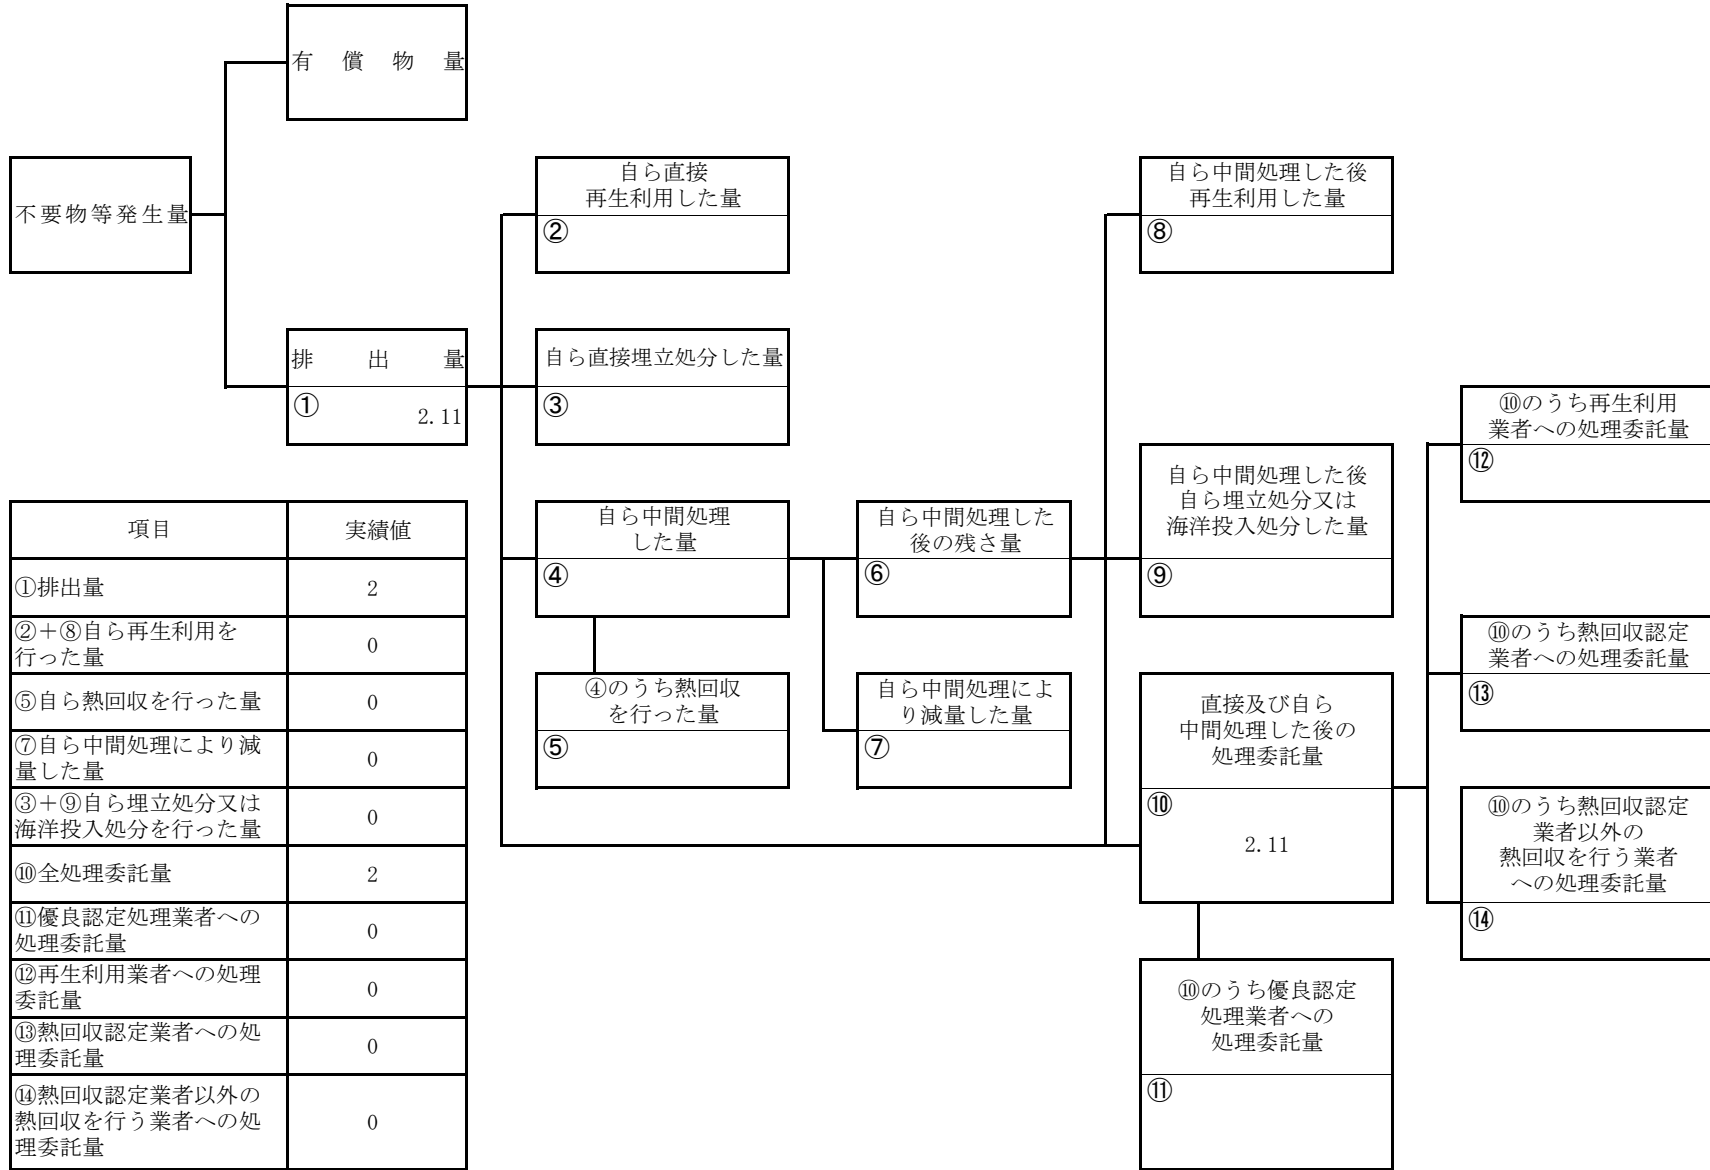 有償物量
不要物等発生量
自ら直接
再生利用した量
②
自ら中間処理した後
再生利用した量
⑧
排出量
①
2.11
自ら直接埋立処分した量
③
⑩のうち再生利用
業者への処理委託量
⑫
自ら中間処理
した量
④
自ら中間処理した
後の残さ量
⑥
自ら中間処理した後
自ら埋立処分又は
海洋投入処分した量
⑨
⑩のうち熱回収認定
業者への処理委託量
⑬
④のうち熱回収
を行った量
⑤
自ら中間処理によ
り減量した量
⑦
直接及び自ら
中間処理した後の
処理委託量
⑩
2.11
⑩のうち熱回収認定
業者以外の
熱回収を行う業者
への処理委託量
⑭
⑩のうち優良認定
処理業者への
処理委託量
⑪
項目 実績値
①排出量 2
②＋⑧自ら再生利用を
行った量 0
⑤自ら熱回収を行った量 0
⑦自ら中間処理により減
量した量 0
③＋⑨自ら埋立処分又は
海洋投入処分を行った量 0
⑩全処理委託量 2
⑪優良認定処理業者への
処理委託量 0
⑫再生利用業者への処理
委託量 0
⑬熱回収認定業者への処
理委託量 0
⑭熱回収認定業者以外の
熱回収を行う業者への処
理委託量 0